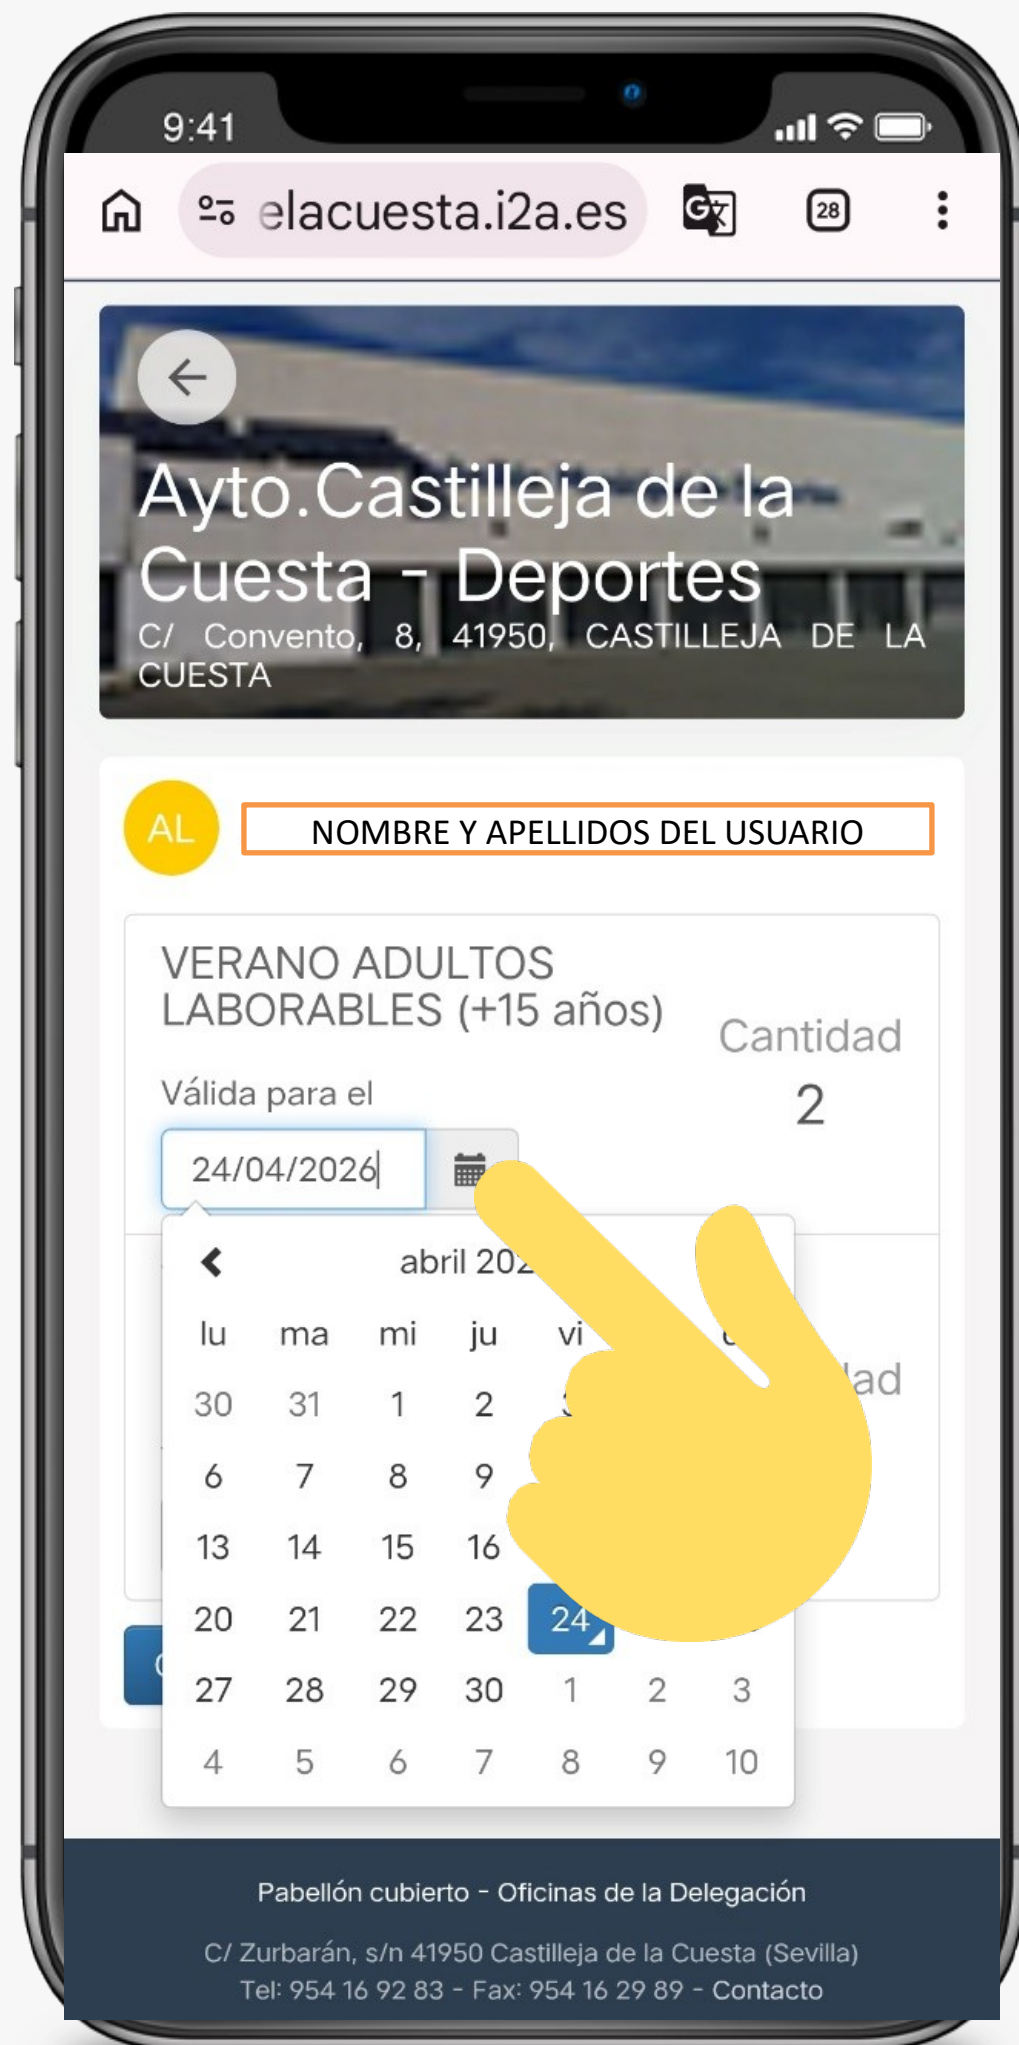 9:41
elacuesta.i2a.es
28
Ayto.Castilleja de la
Cuesta - Deportes
C/ Convento, 8, 41950, CASTILLEJA DE LA
CUESTA
AL
NOMBRE Y APELLIDOS DEL USUARIO
VERANO ADULTOS
LABORABLES (+15 años)
Cantidad
Válida para el
2
24/04/2026
abril
lu ma mi ju vi
30 31 1 2
6 7 8 9
13 14 15 16
20 21 22 23 24
27 28 29 30 1 2 3
4 5 6 7 8 9 10
Pabellón cubierto - Oficinas de la Delegación
C/ Zurbarán, s/n 41950 Castilleja de la Cuesta (Sevilla)
Tel: 954 16 92 83 - Fax: 954 16 29 89 - Contacto